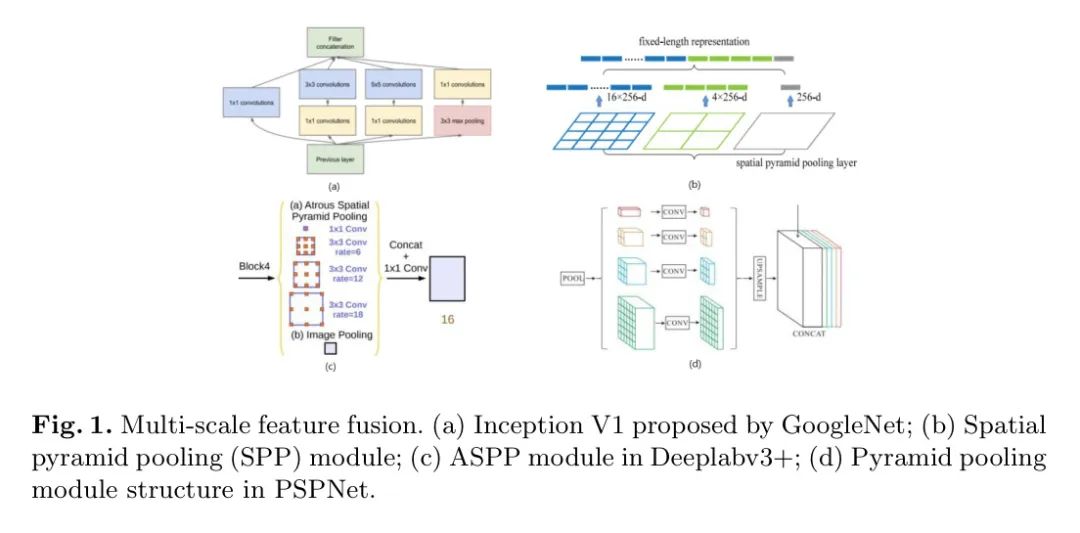 Filter
concatenation
3x3 convolutions
5x5 convolutions
1x1 convolutions
1x1 convolutions
1x1 convolutions
1x1 convolutions
3x3 max pooling
Previous layer
(a)
fixed-length representation
16×256-d
4×256-d
256-d
spatial pyramid pooling layer
(b)
(a) Atrous Spatial
Pyramid Pooling
1x1 Conv
3x3 Conv
rate=6
3x3 Conv
rate=12
3x3 Conv
rate=18
(b) Image Pooling
Block4
Concat
+
1x1 Conv
16
(c)
POOL
CONV
CONV
CONV
CONV
UPSAMPLE
CONCAT
(d)
Fig. 1. Multi-scale feature fusion. (a) Inception V1 proposed by GoogleNet; (b) Spatial
pyramid pooling (SPP) module; (c) ASPP module in Deeplabv3+; (d) Pyramid pooling
module structure in PSPNet.